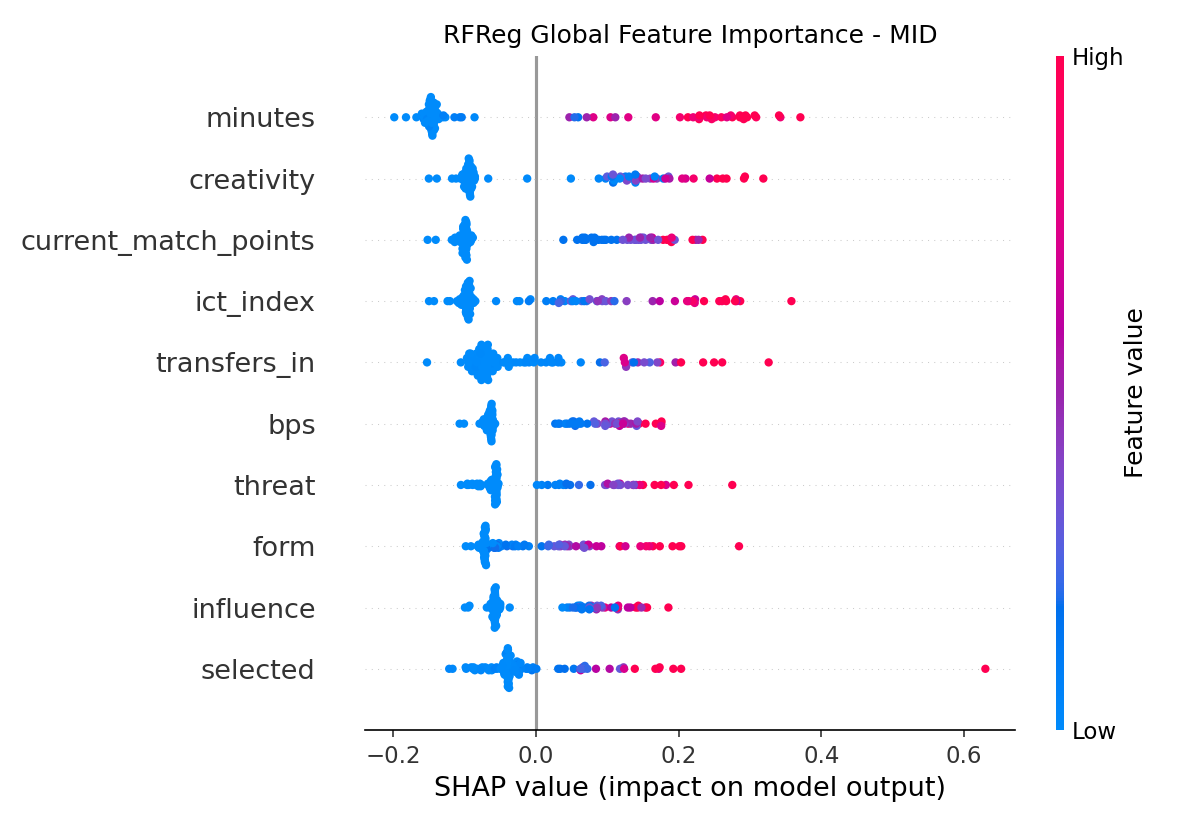 RFReg Global Feature Importance - MID
High
minutes
creativity
current_match_points
ict_index
transfers_in
bps
threat
form
influence
selected
Feature value
Low
−0.2 0.0 0.2 0.4 0.6
SHAP value (impact on model output)